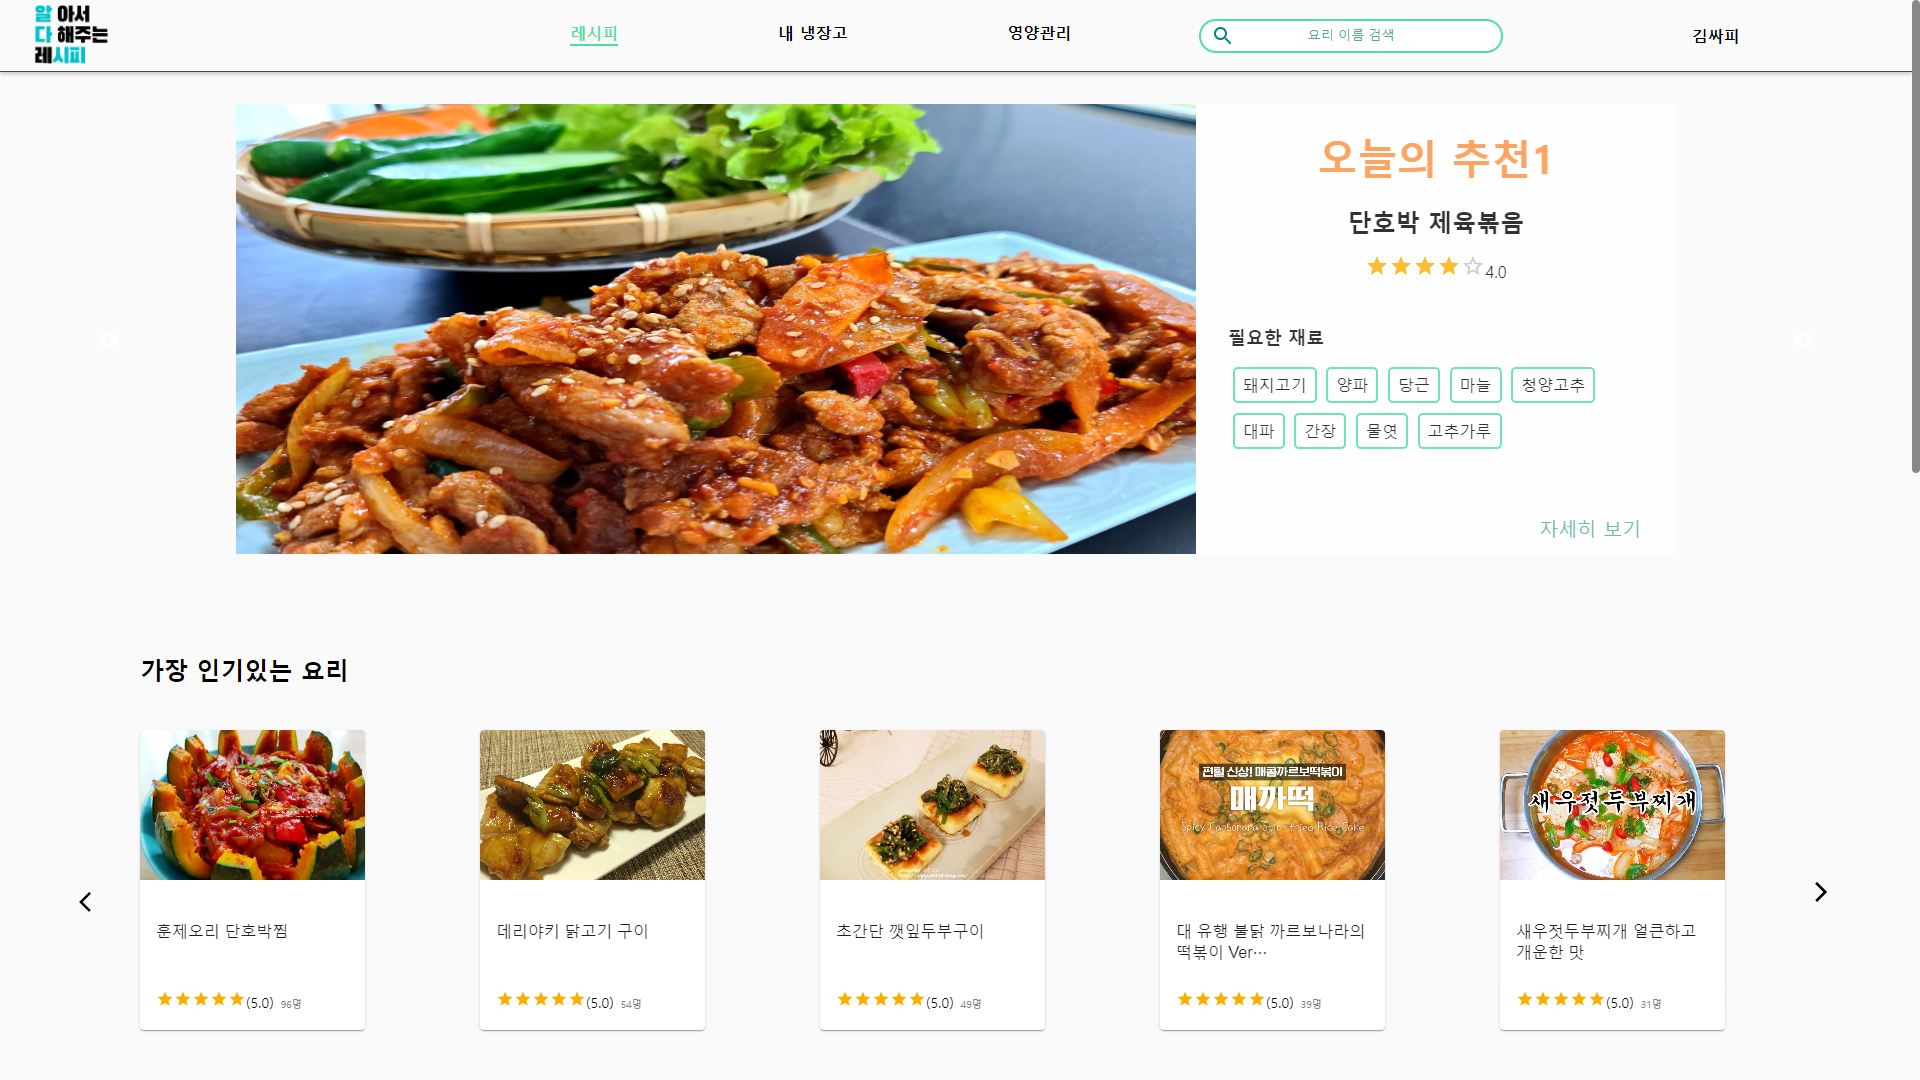 알 아서
다 해주는
레시피
레시피
내 냉장고
영양관리
요리 이름 검색
김싸피
오늘의 추천1
단호박 제육볶음
4.0
필요한 재료
돼지고기 양파 당근 마늘 청양고추
대파 간장 물엿 고추가루
자세히 보기
가장 인기있는 요리
훈제오리 단호박찜
(5.0) 96명
데리야키 닭고기 구이
(5.0) 54명
초간단 깻잎두부구이
(5.0) 49명
편털 신상! 매콤까르보떡볶이
매까떡
Spicy Carbonara Stir-fried Rice Cake
대 유행 불닭 까르보나라의
떡볶이 Ver…
(5.0) 39명
새우젓두부찌개
새우젓두부찌개 얼큰하고
개운한 맛
(5.0) 31명